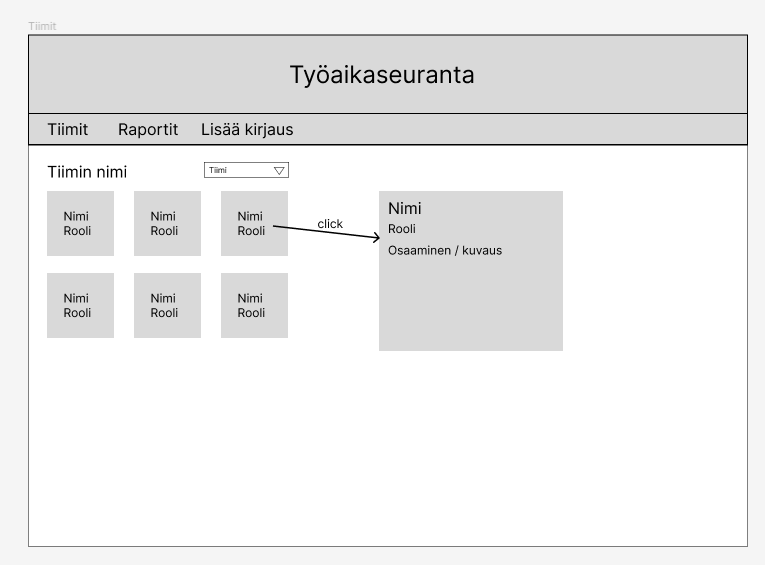 Tiimit
Työaikaseuranta
Tiimit Raportit Lisää kirjaus
Tiimin nimi
Tiimi
Nimi
Rooli
Nimi
Rooli
Nimi
Rooli
click
Nimi
Rooli
Osaaminen / kuvaus
Nimi
Rooli
Nimi
Rooli
Nimi
Rooli